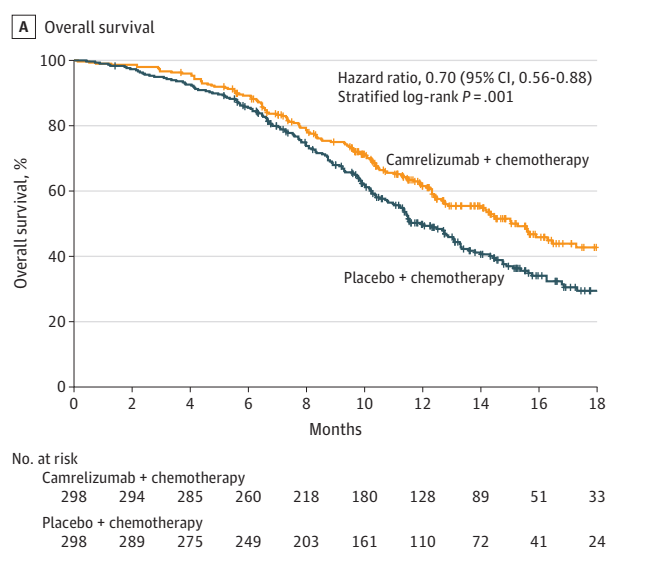 A Overall survival
Hazard ratio, 0.70 (95% CI, 0.56-0.88)
Stratified log-rank P = .001
Camrelizumab + chemotherapy
Placebo + chemotherapy
Overall survival, %
100
80
60
40
20
0
0 2 4 6 8 10 12 14 16 18
Months
No. at risk
Camrelizumab + chemotherapy
298 294 285 260 218 180 128 89 51 33
Placebo + chemotherapy
298 289 275 249 203 161 110 72 41 24